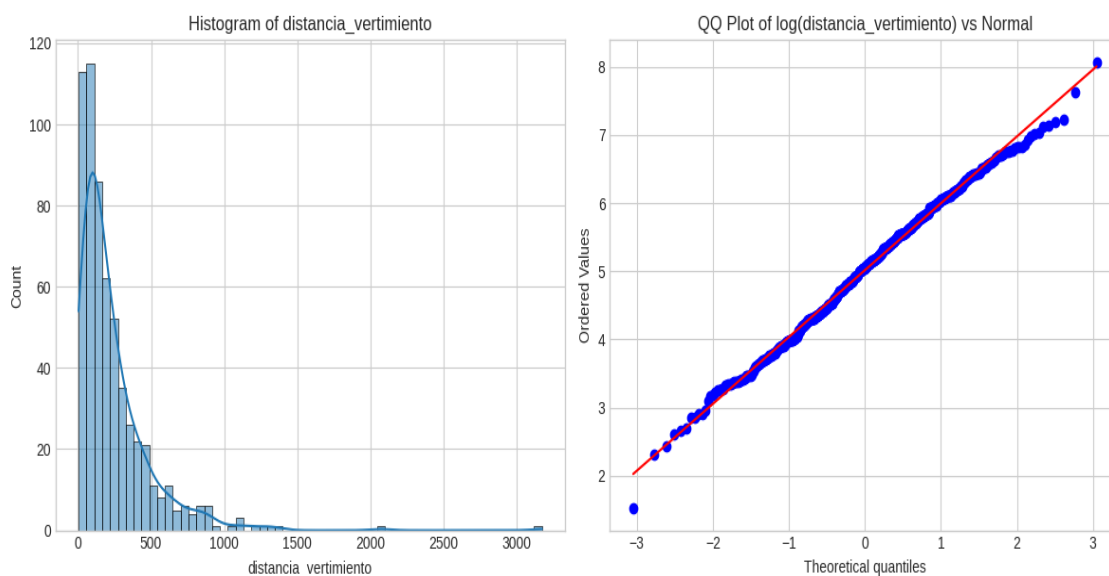 Histogram of distancia_vertimiento
120
100
80
60
40
20
0
Count
0 500 1000 1500 2000 2500 3000
distancia_vertimiento
QQ Plot of log(distancia_vertimiento) vs Normal
8
7
6
5
4
3
2
Ordered Values
−3 −2 −1 0 1 2 3
Theoretical quantiles